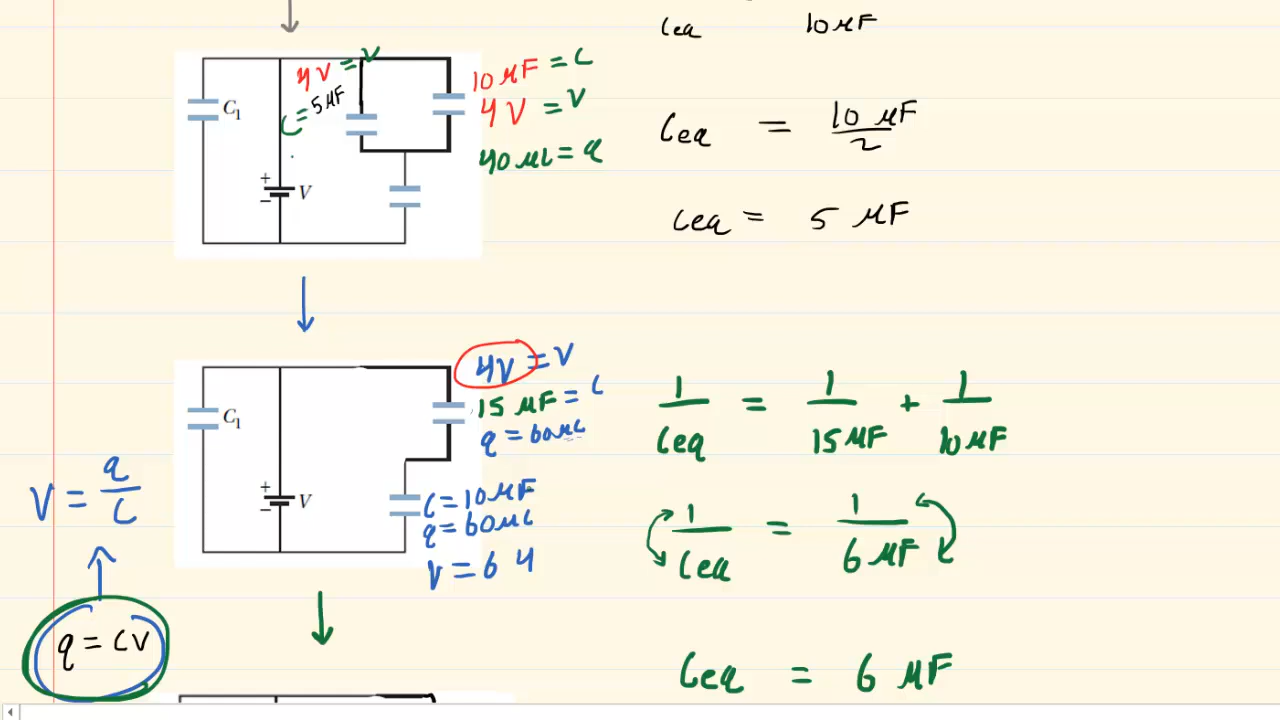 Ceq 10 µF
4V = V
C = 5 µF
10 µF = C
4V = V
40 µC = q
C₁
+
−
V
Ceq = 10 µF / 2
Ceq = 5 µF
4V = V
15 µF = C
q = 60 µC
C₁
+
−
V
C = 10 µF
q = 60 µC
V = 6 V
V = q / C
q = CV
1 / Ceq = 1 / 15 µF + 1 / 10 µF
1 / Ceq = 1 / 6 µF
Ceq = 6 µF